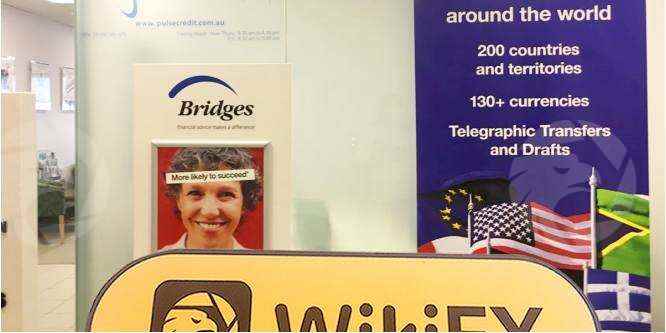 www.pulsecredit.com.au
Bridges
financial advice makes a difference
More likely to succeed*
around the world
200 countries
and territories
130+ currencies
Telegraphic Transfers
and Drafts
WikiFX